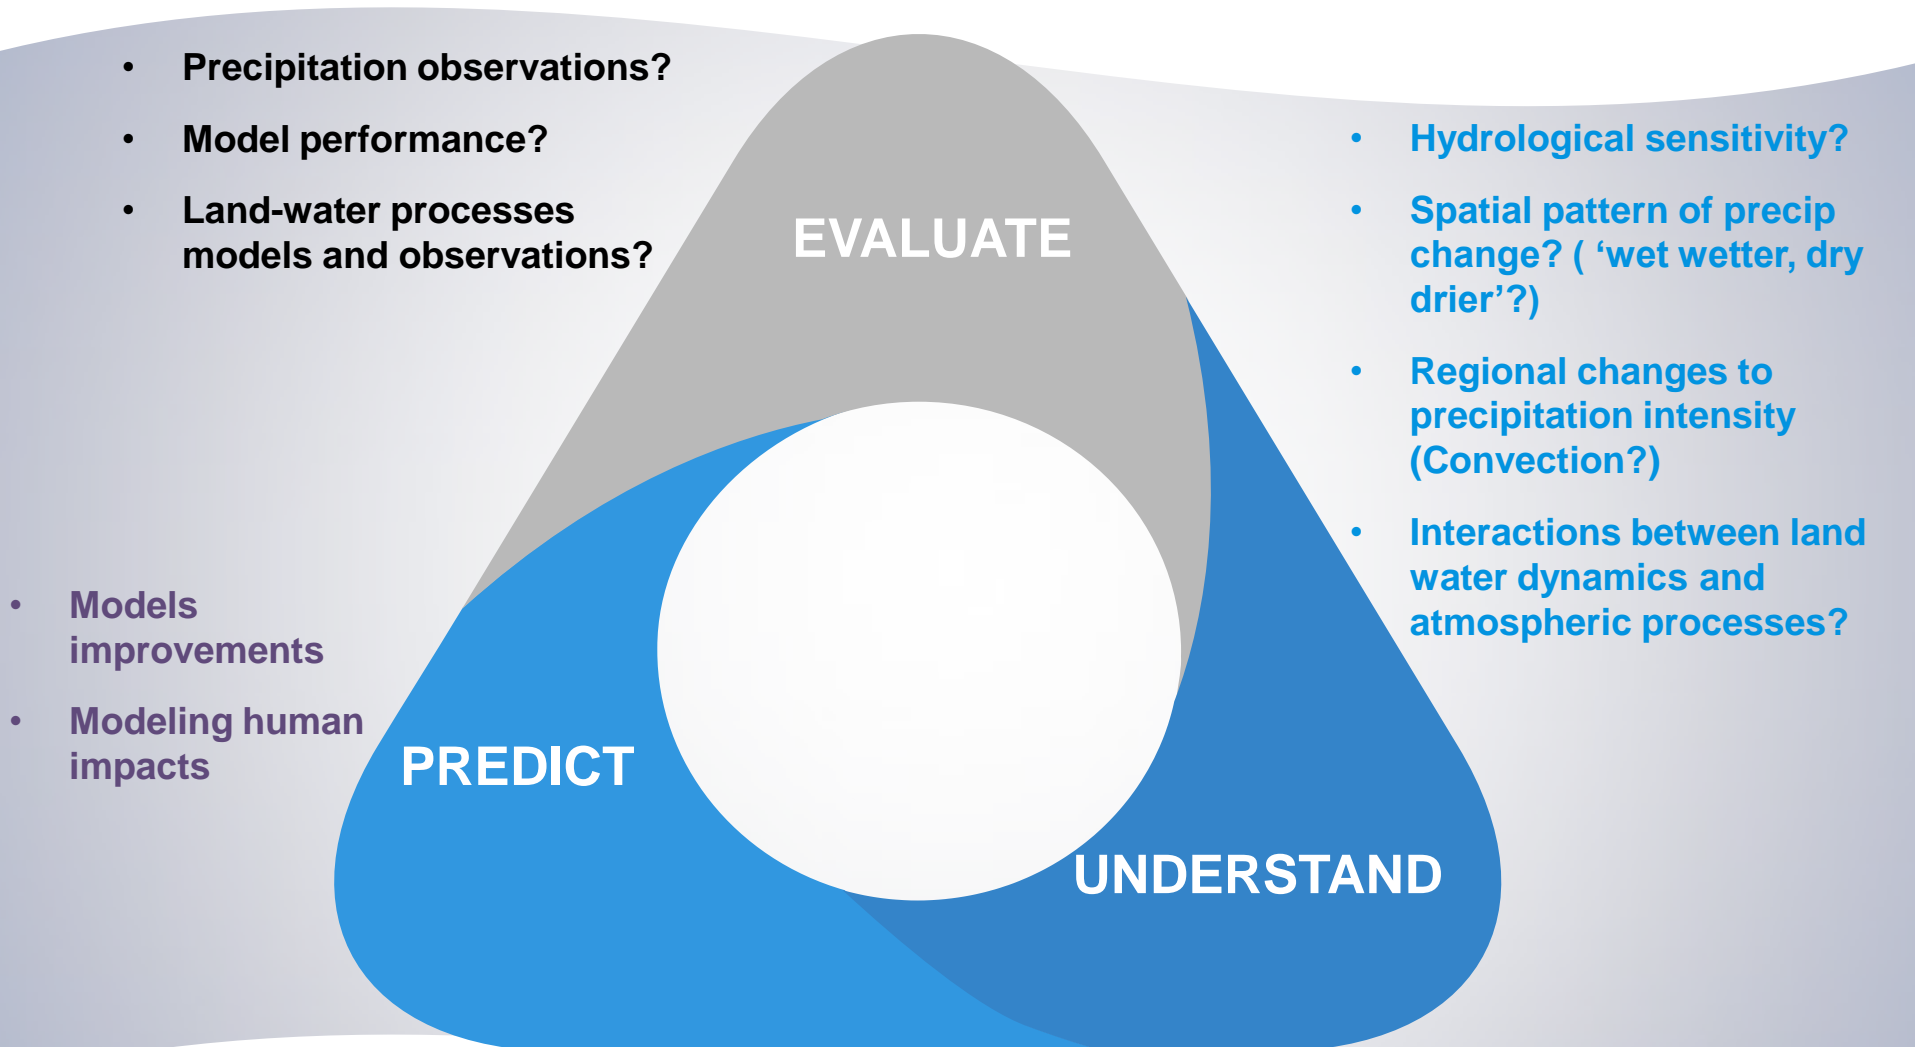 • Precipitation observations?
• Model performance?
• Land-water processes
models and observations?
EVALUATE
• Hydrological sensitivity?
• Spatial pattern of precip
change? ( ‘wet wetter, dry
drier’?)
• Regional changes to
precipitation intensity
(Convection?)
• Interactions between land
water dynamics and
atmospheric processes?
• Models
improvements
• Modeling human
impacts
PREDICT
UNDERSTAND